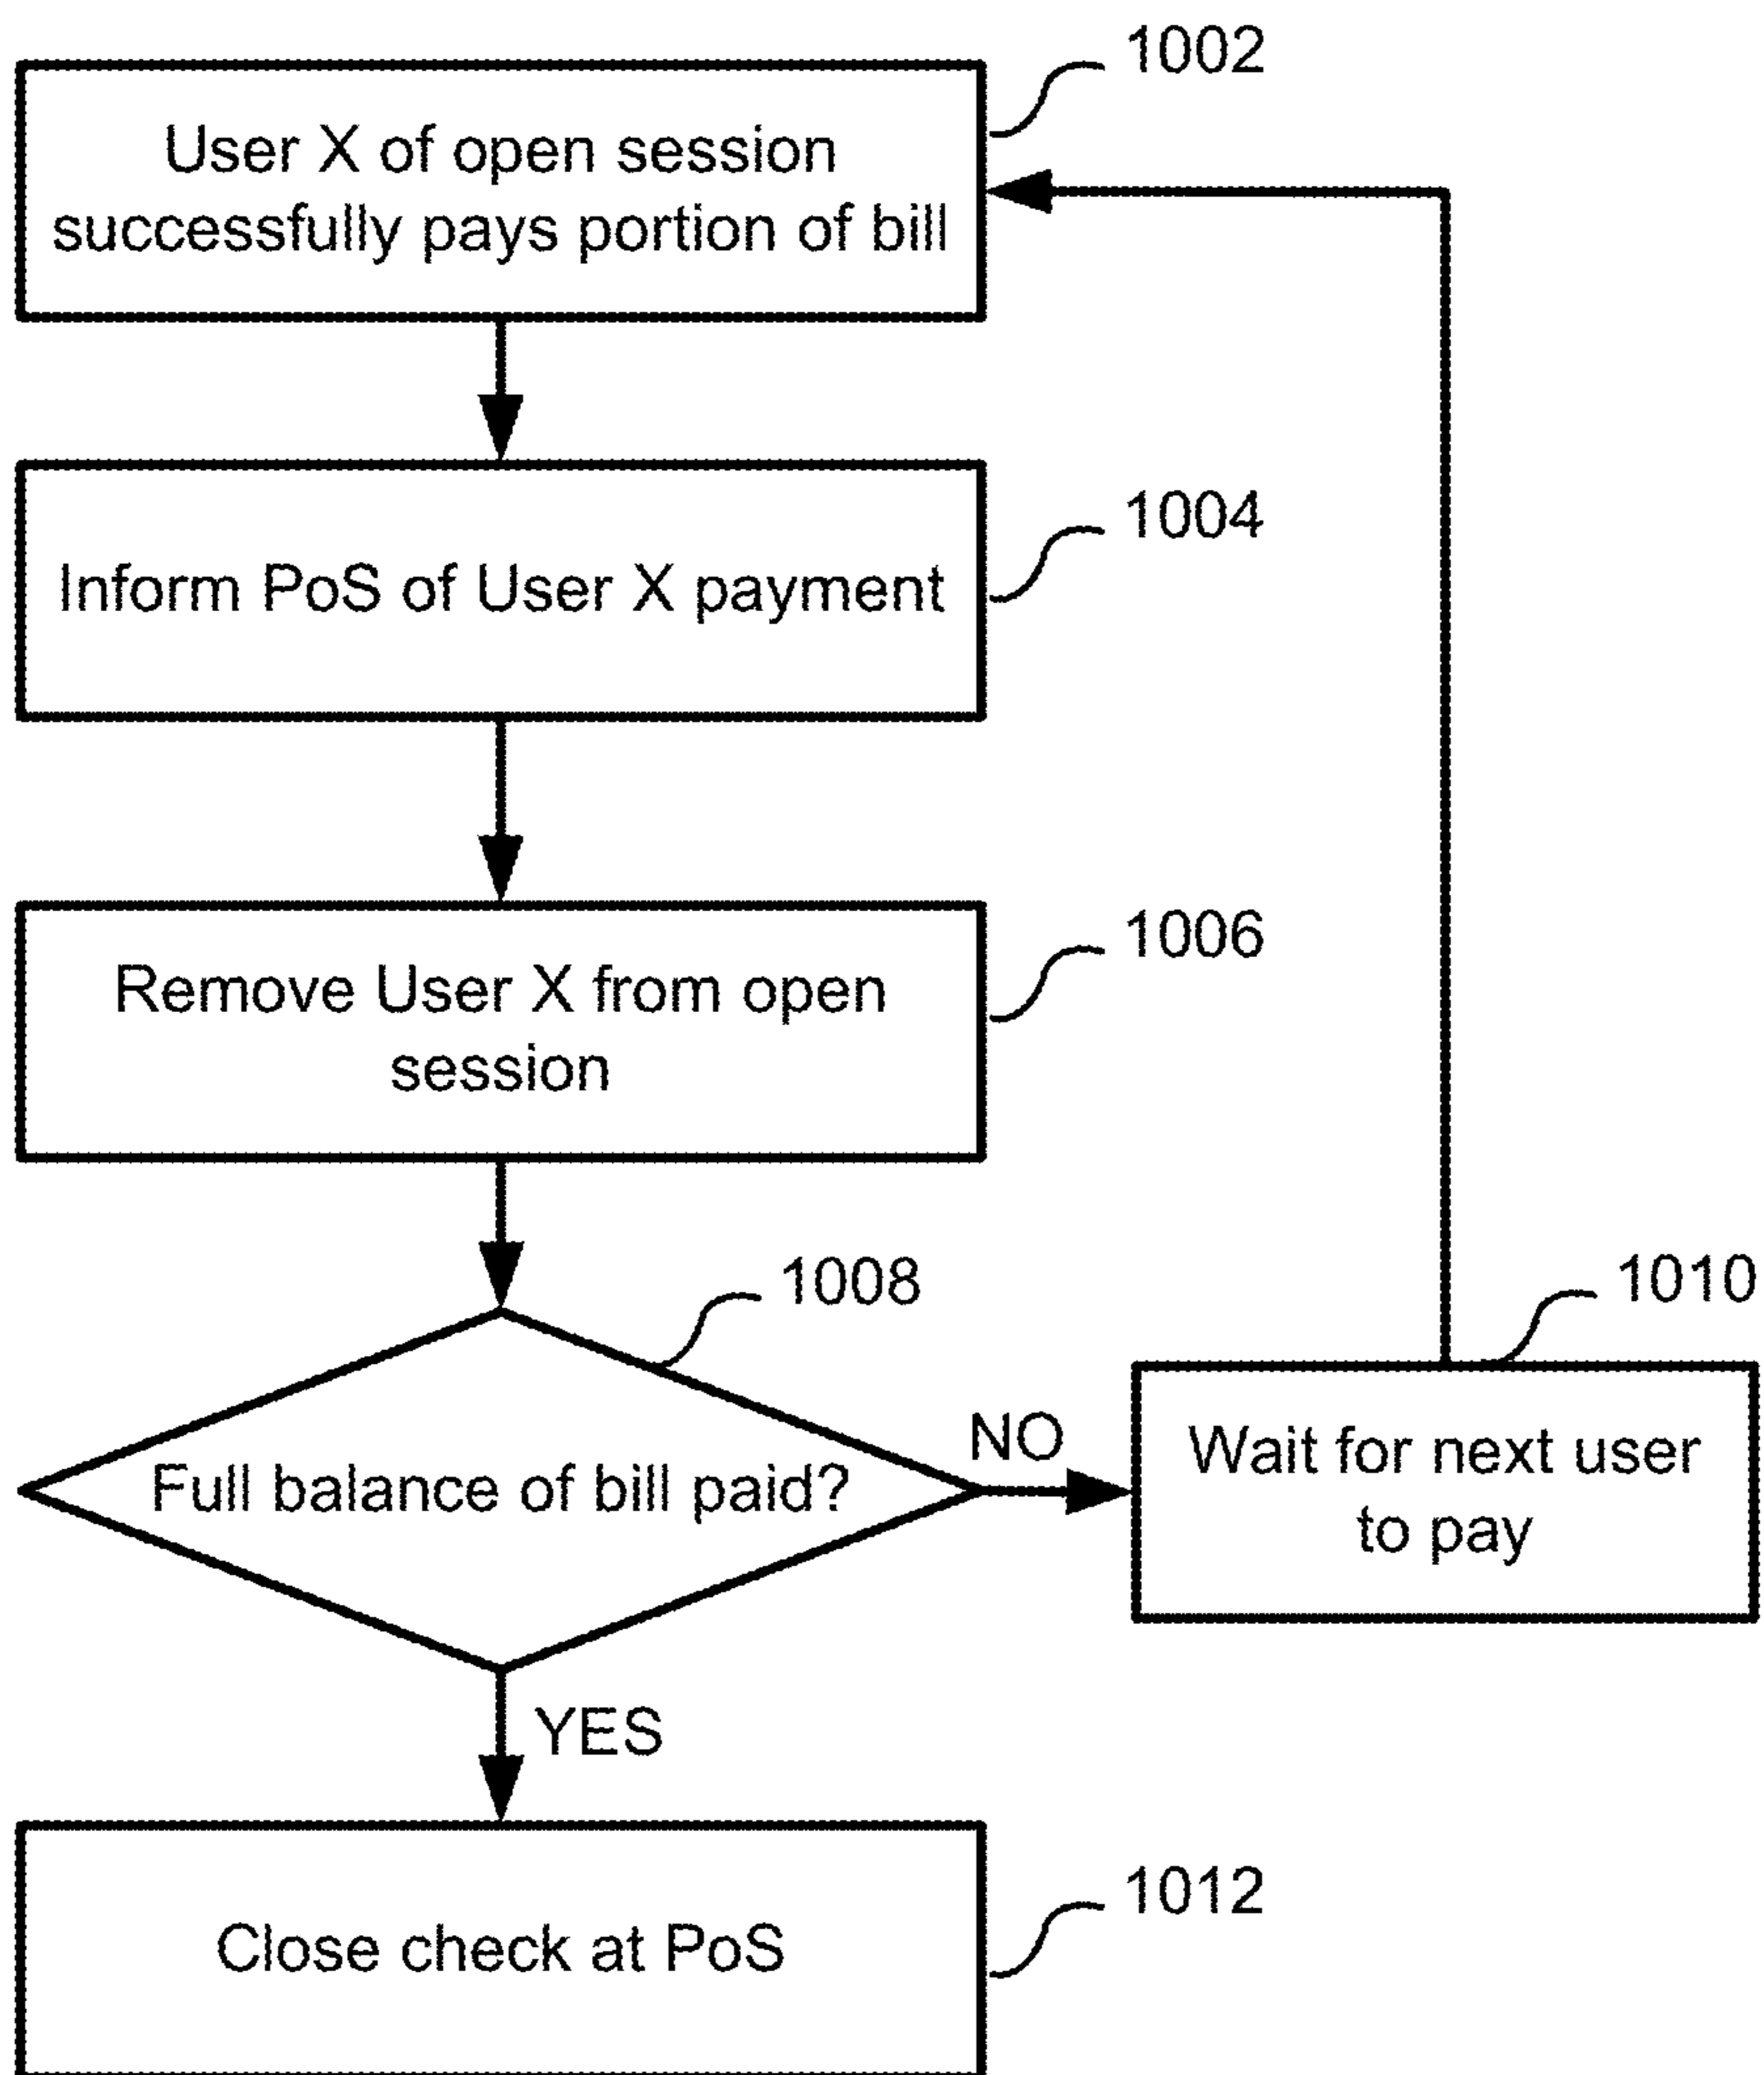 1002
User X of open session
successfully pays portion of bill
1004
Inform PoS of User X payment
1006
Remove User X from open
session
1008
1010
Full balance of bill paid?
NO
Wait for next user
to pay
YES
1012
Close check at PoS